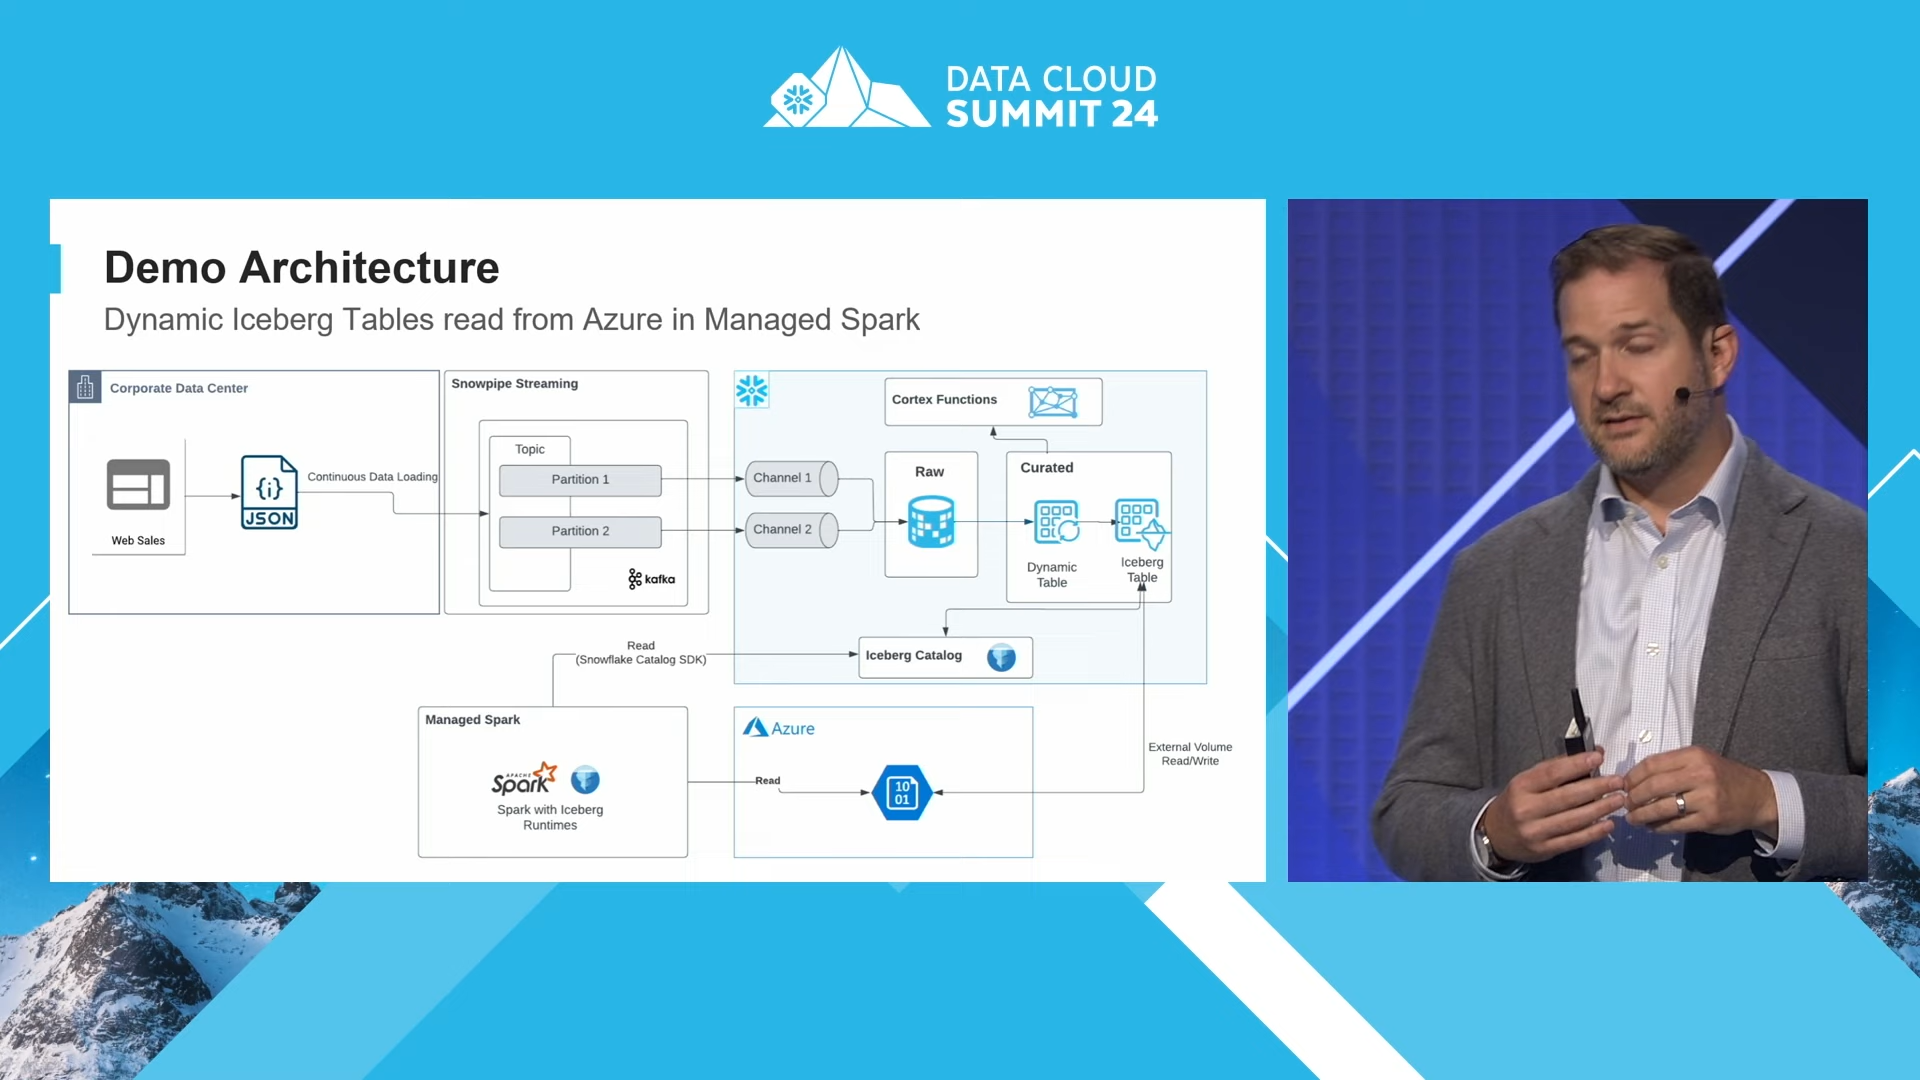 DATA CLOUD
SUMMIT 24
Demo Architecture
Dynamic Iceberg Tables read from Azure in Managed Spark
Corporate Data Center
Web Sales
JSON
Continuous Data Loading
Snowpipe Streaming
Topic
Partition 1
Partition 2
kafka
Channel 1
Channel 2
Cortex Functions
Raw
Curated
Dynamic
Table
Iceberg
Table
Read
(Snowflake Catalog SDK)
Iceberg Catalog
Managed Spark
APACHE
Spark
Spark with Iceberg
Runtimes
Read
Azure
10
01
External Volume
Read/Write